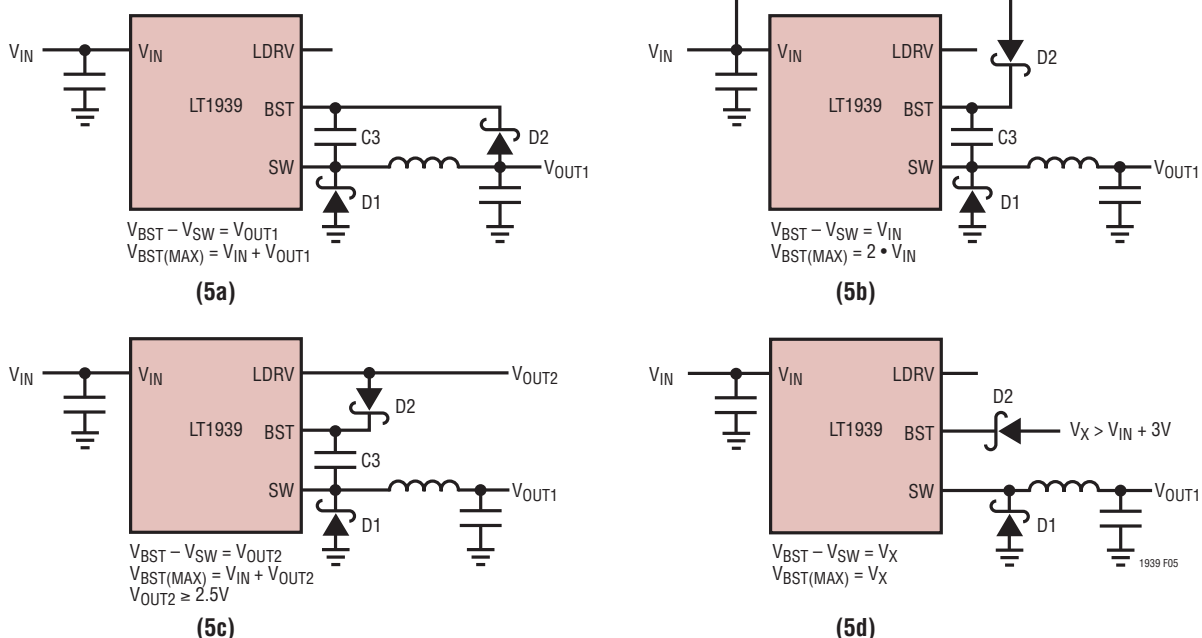 V_IN
V_IN
LDRV
LT1939
BST
C3
D2
SW
V_OUT1
D1
V_BST – V_SW = V_OUT1
V_BST(MAX) = V_IN + V_OUT1
(5a)
V_IN
V_IN
LDRV
D2
LT1939
BST
C3
SW
V_OUT1
D1
V_BST – V_SW = V_IN
V_BST(MAX) = 2 • V_IN
(5b)
V_IN
V_IN
LDRV
V_OUT2
D2
LT1939
BST
C3
SW
V_OUT1
D1
V_BST – V_SW = V_OUT2
V_BST(MAX) = V_IN + V_OUT2
V_OUT2 ≥ 2.5V
(5c)
V_IN
V_IN
LDRV
D2
LT1939
BST
V_X > V_IN + 3V
SW
V_OUT1
D1
V_BST – V_SW = V_X
V_BST(MAX) = V_X
1939 F05
(5d)